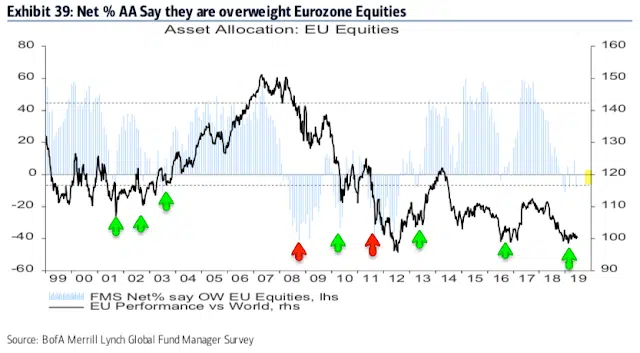 Exhibit 39: Net % AA Say they are overweight Eurozone Equities
Asset Allocation: EU Equities
80 160
60 150
40 140
20 130
0 120
-20 110
-40 100
-60 90
99 00 01 02 03 04 05 06 07 08 09 10 11 12 13 14 15 16 17 18 19
FMS Net% say OW EU Equities, lhs
EU Performance vs World, rhs
Source: BofA Merrill Lynch Global Fund Manager Survey